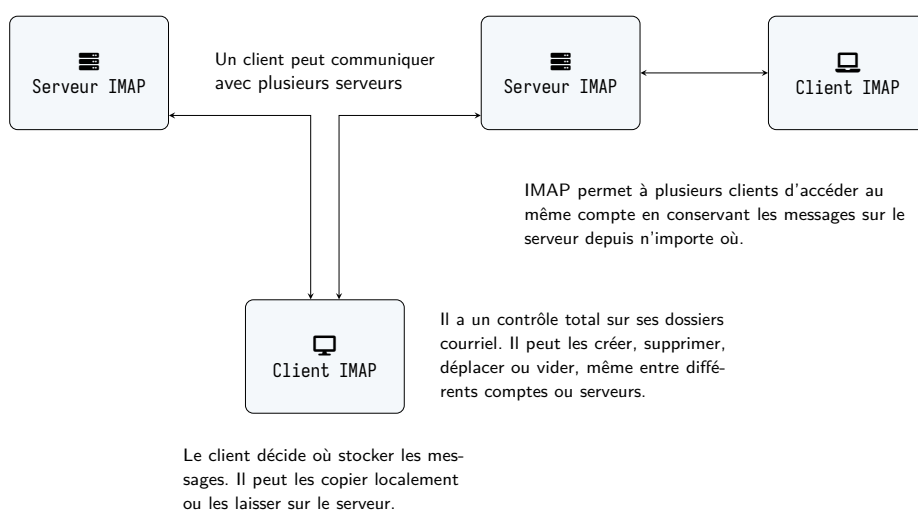 Serveur IMAP
Un client peut communiquer
avec plusieurs serveurs
Serveur IMAP
Client IMAP
IMAP permet à plusieurs clients d'accéder au
même compte en conservant les messages sur le
serveur depuis n'importe où.
Client IMAP
Il a un contrôle total sur ses dossiers
courriel. Il peut les créer, supprimer,
déplacer ou vider, même entre diffé-
rents comptes ou serveurs.
Le client décide où stocker les mes-
sages. Il peut les copier localement
ou les laisser sur le serveur.